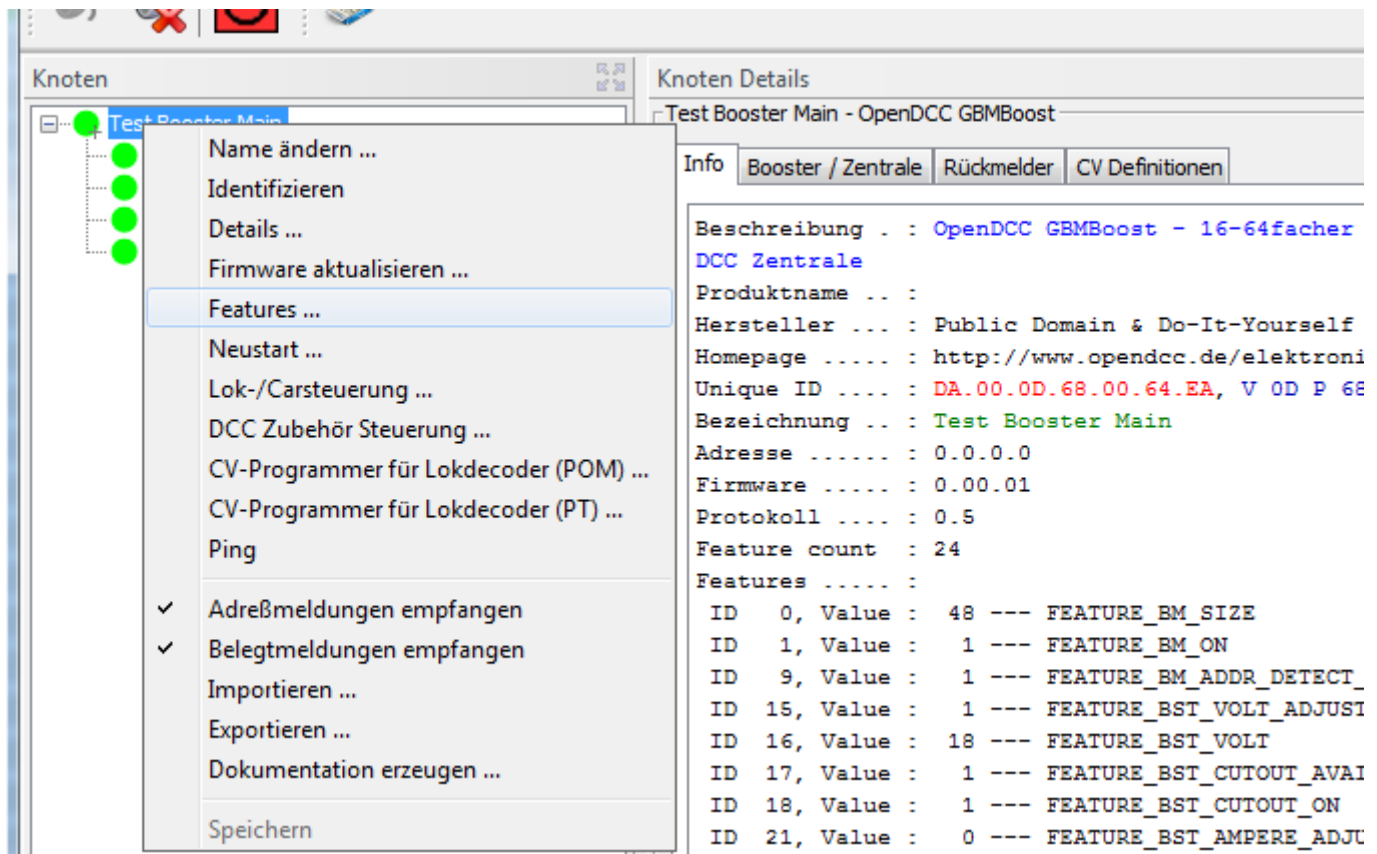 Knoten
Test Booster Main
Name ändern ...
Identifizieren
Details ...
Firmware aktualisieren ...
Features ...
Neustart ...
Lok-/Carsteuerung ...
DCC Zubehör Steuerung ...
CV-Programmer für Lokdecoder (POM) ...
CV-Programmer für Lokdecoder (PT) ...
Ping
Adreßmeldungen empfangen
Belegtmeldungen empfangen
Importieren ...
Exportieren ...
Dokumentation erzeugen ...
Speichern
Knoten Details
Test Booster Main - OpenDCC GBMBoost
Info Booster / Zentrale Rückmelder CV Definitionen
Beschreibung . : OpenDCC GBMBoost - 16-64facher
DCC Zentrale
Produktname .. :
Hersteller ... : Public Domain & Do-It-Yourself
Homepage ..... : http://www.opendcc.de/elektroni
Unique ID .... : DA.00.0D.68.00.64.EA, V 0D P 68
Bezeichnung .. : Test Booster Main
Adresse ...... : 0.0.0.0
Firmware ..... : 0.00.01
Protokoll .... : 0.5
Feature count : 24
Features ..... :
ID 0, Value : 48 --- FEATURE_BM_SIZE
ID 1, Value : 1 --- FEATURE_BM_ON
ID 9, Value : 1 --- FEATURE_BM_ADDR_DETECT_
ID 15, Value : 1 --- FEATURE_BST_VOLT_ADJUST
ID 16, Value : 18 --- FEATURE_BST_VOLT
ID 17, Value : 1 --- FEATURE_BST_CUTOUT_AVAI
ID 18, Value : 1 --- FEATURE_BST_CUTOUT_ON
ID 21, Value : 0 --- FEATURE_BST_AMPERE_ADJU